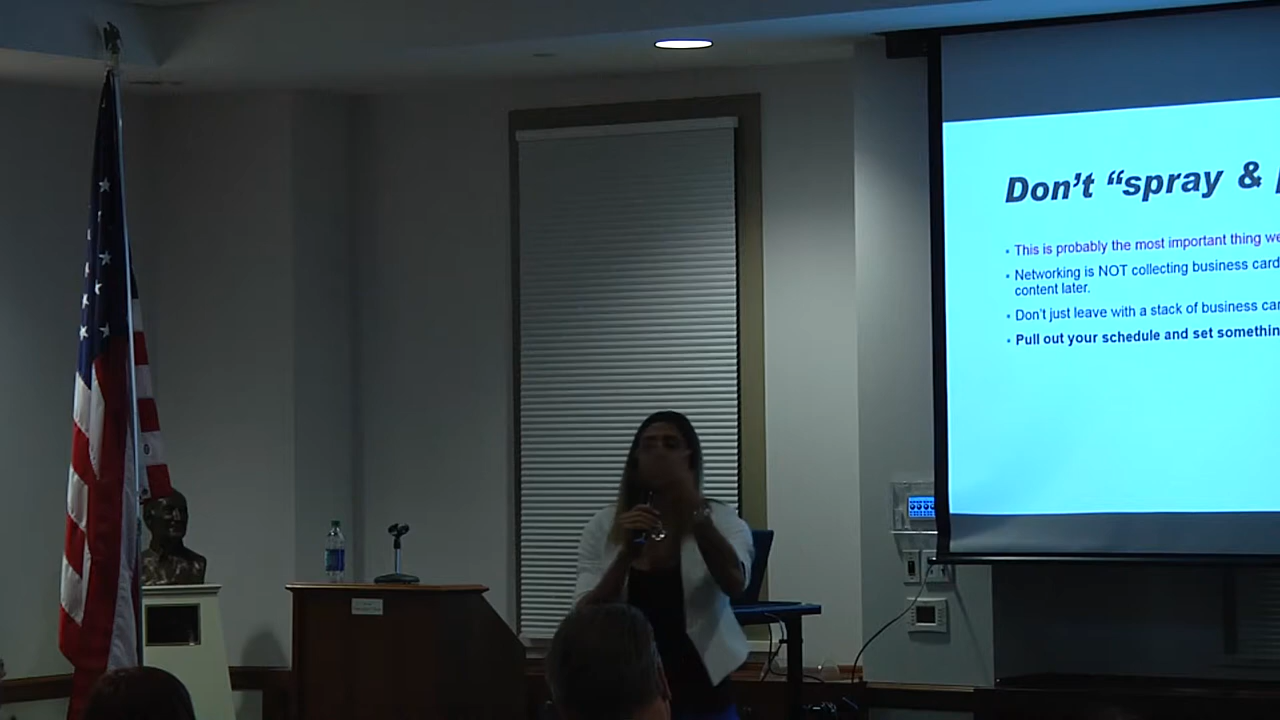 Don't "spray &
This is probably the most important thing we
Networking is NOT collecting business card
content later.
Don't just leave with a stack of business car
Pull out your schedule and set somethin